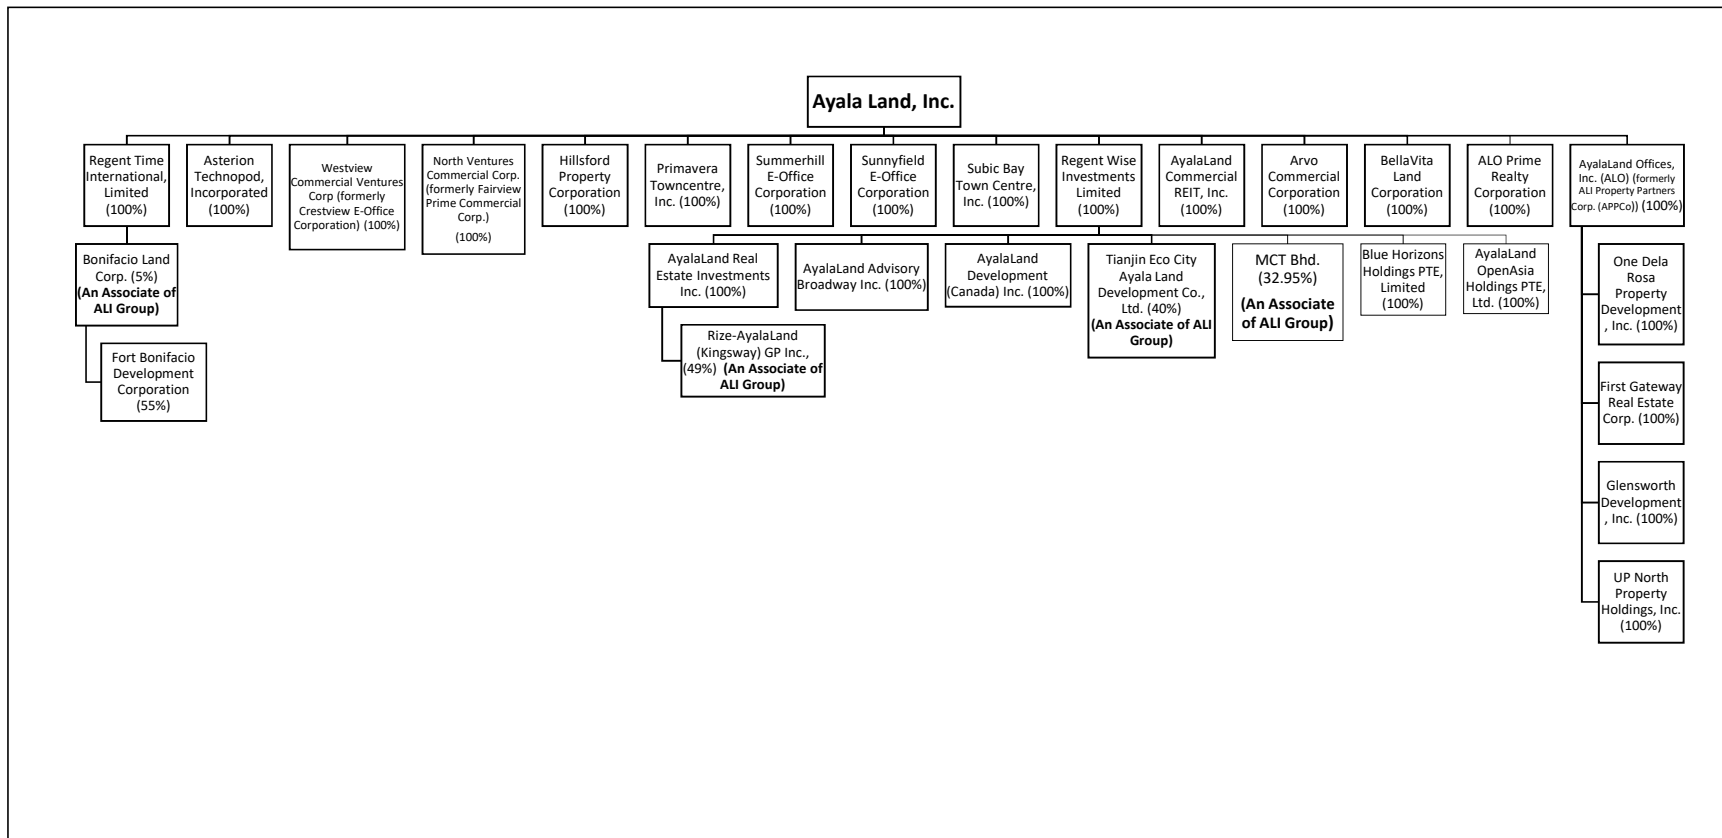 Ayala Land, Inc.
Regent Time
International,
Limited
(100%)
Asterion
Technopod,
Incorporated
(100%)
Westview
Commercial Ventures
Corp (formerly
Crestview E-Office
Corporation) (100%)
North Ventures
Commercial Corp.
(formerly Fairview
Prime Commercial
Corp.)
(100%)
Hillsford
Property
Corporation
(100%)
Primavera
Towncentre,
Inc. (100%)
Summerhill
E-Office
Corporation
(100%)
Sunnyfield
E-Office
Corporation
(100%)
Subic Bay
Town Centre,
Inc. (100%)
Regent Wise
Investments
Limited
(100%)
AyalaLand
Commercial
REIT, Inc.
(100%)
Arvo
Commercial
Corporation
(100%)
BellaVita
Land
Corporation
(100%)
ALO Prime
Realty
Corporation
(100%)
AyalaLand Offices,
Inc. (ALO) (formerly
ALI Property Partners
Corp. (APPCo)) (100%)
Bonifacio Land
Corp. (5%)
(An Associate of
ALI Group)
Fort Bonifacio
Development
Corporation
(55%)
AyalaLand Real
Estate Investments
Inc. (100%)
Rize-AyalaLand
(Kingsway) GP Inc.,
(49%) (An Associate of
ALI Group)
AyalaLand Advisory
Broadway Inc. (100%)
AyalaLand
Development
(Canada) Inc. (100%)
Tianjin Eco City
Ayala Land
Development Co.,
Ltd. (40%)
(An Associate of ALI
Group)
MCT Bhd.
(32.95%)
(An Associate
of ALI Group)
Blue Horizons
Holdings PTE,
Limited
(100%)
AyalaLand
OpenAsia
Holdings PTE,
Ltd. (100%)
One Dela
Rosa
Property
Development
, Inc. (100%)
First Gateway
Real Estate
Corp. (100%)
Glensworth
Development
, Inc. (100%)
UP North
Property
Holdings, Inc.
(100%)